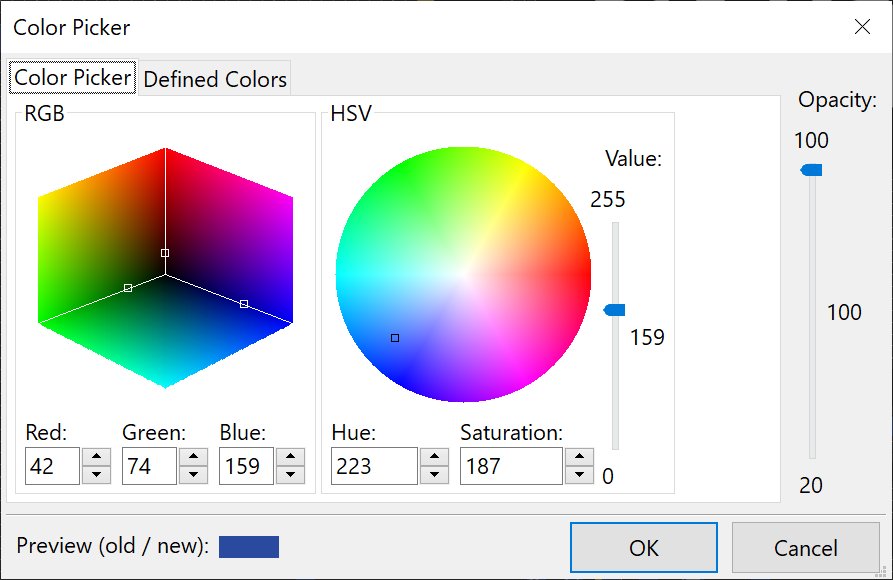 Color Picker
Color Picker Defined Colors
RGB
HSV
Opacity:
100
Value:
255
159
100
Red: Green: Blue:
42 74 159
Hue: Saturation:
223 187
0
20
Preview (old / new):
OK Cancel